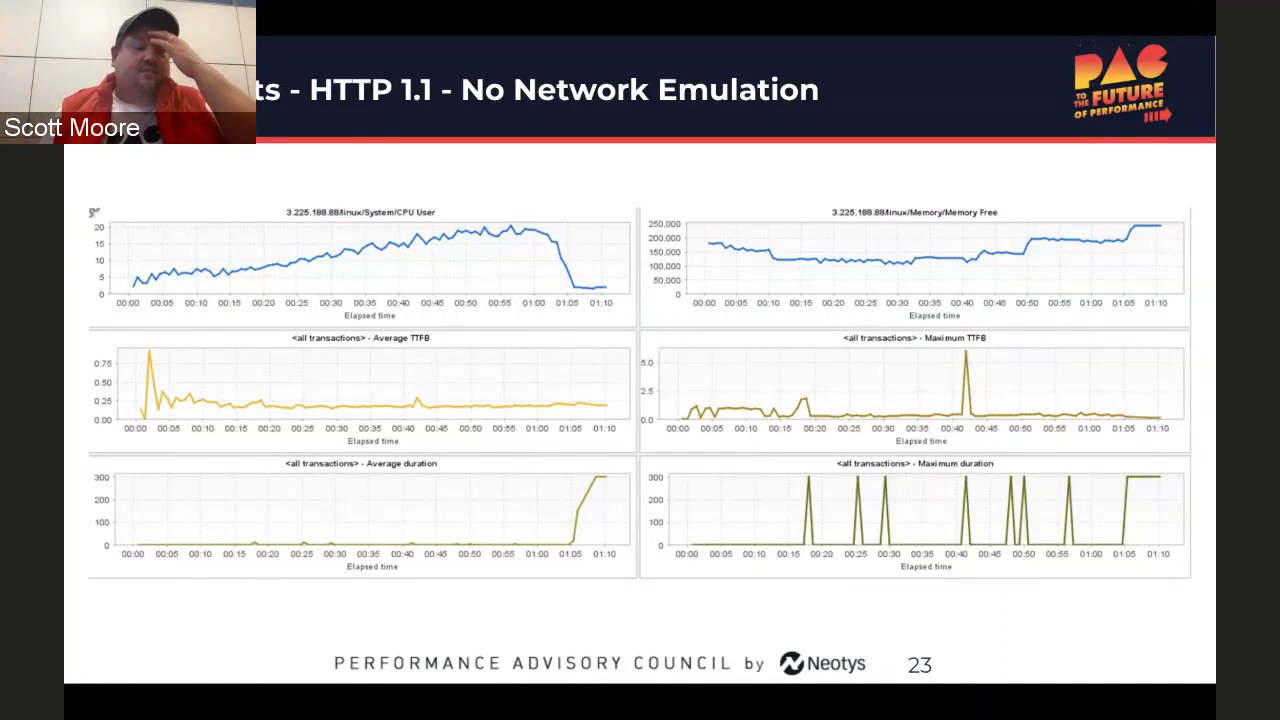 Scott Moore
ts - HTTP 1.1 - No Network Emulation
PAC
TO THE FUTURE
OF PERFORMANCE
3.225.188.88/linux/System/CPU User
20
15
10
5
0
00:00 00:05 00:10 00:15 00:20 00:25 00:30 00:35 00:40 00:45 00:50 00:55 01:00 01:05 01:10
Elapsed time
3.225.188.88/linux/Memory/Memory Free
250,000
200,000
150,000
100,000
50,000
0
00:00 00:05 00:10 00:15 00:20 00:25 00:30 00:35 00:40 00:45 00:50 00:55 01:00 01:05 01:10
Elapsed time
<all transactions> - Average TTFB
0.75
0.50
0.25
0.00
00:00 00:05 00:10 00:15 00:20 00:25 00:30 00:35 00:40 00:45 00:50 00:55 01:00 01:05 01:10
Elapsed time
<all transactions> - Maximum TTFB
5.0
2.5
0.0
00:00 00:05 00:10 00:15 00:20 00:25 00:30 00:35 00:40 00:45 00:50 00:55 01:00 01:05 01:10
Elapsed time
<all transactions> - Average duration
300
200
100
0
00:00 00:05 00:10 00:15 00:20 00:25 00:30 00:35 00:40 00:45 00:50 00:55 01:00 01:05 01:10
Elapsed time
<all transactions> - Maximum duration
300
200
100
0
00:00 00:05 00:10 00:15 00:20 00:25 00:30 00:35 00:40 00:45 00:50 00:55 01:00 01:05 01:10
Elapsed time
PERFORMANCE ADVISORY COUNCIL by Neotys
23